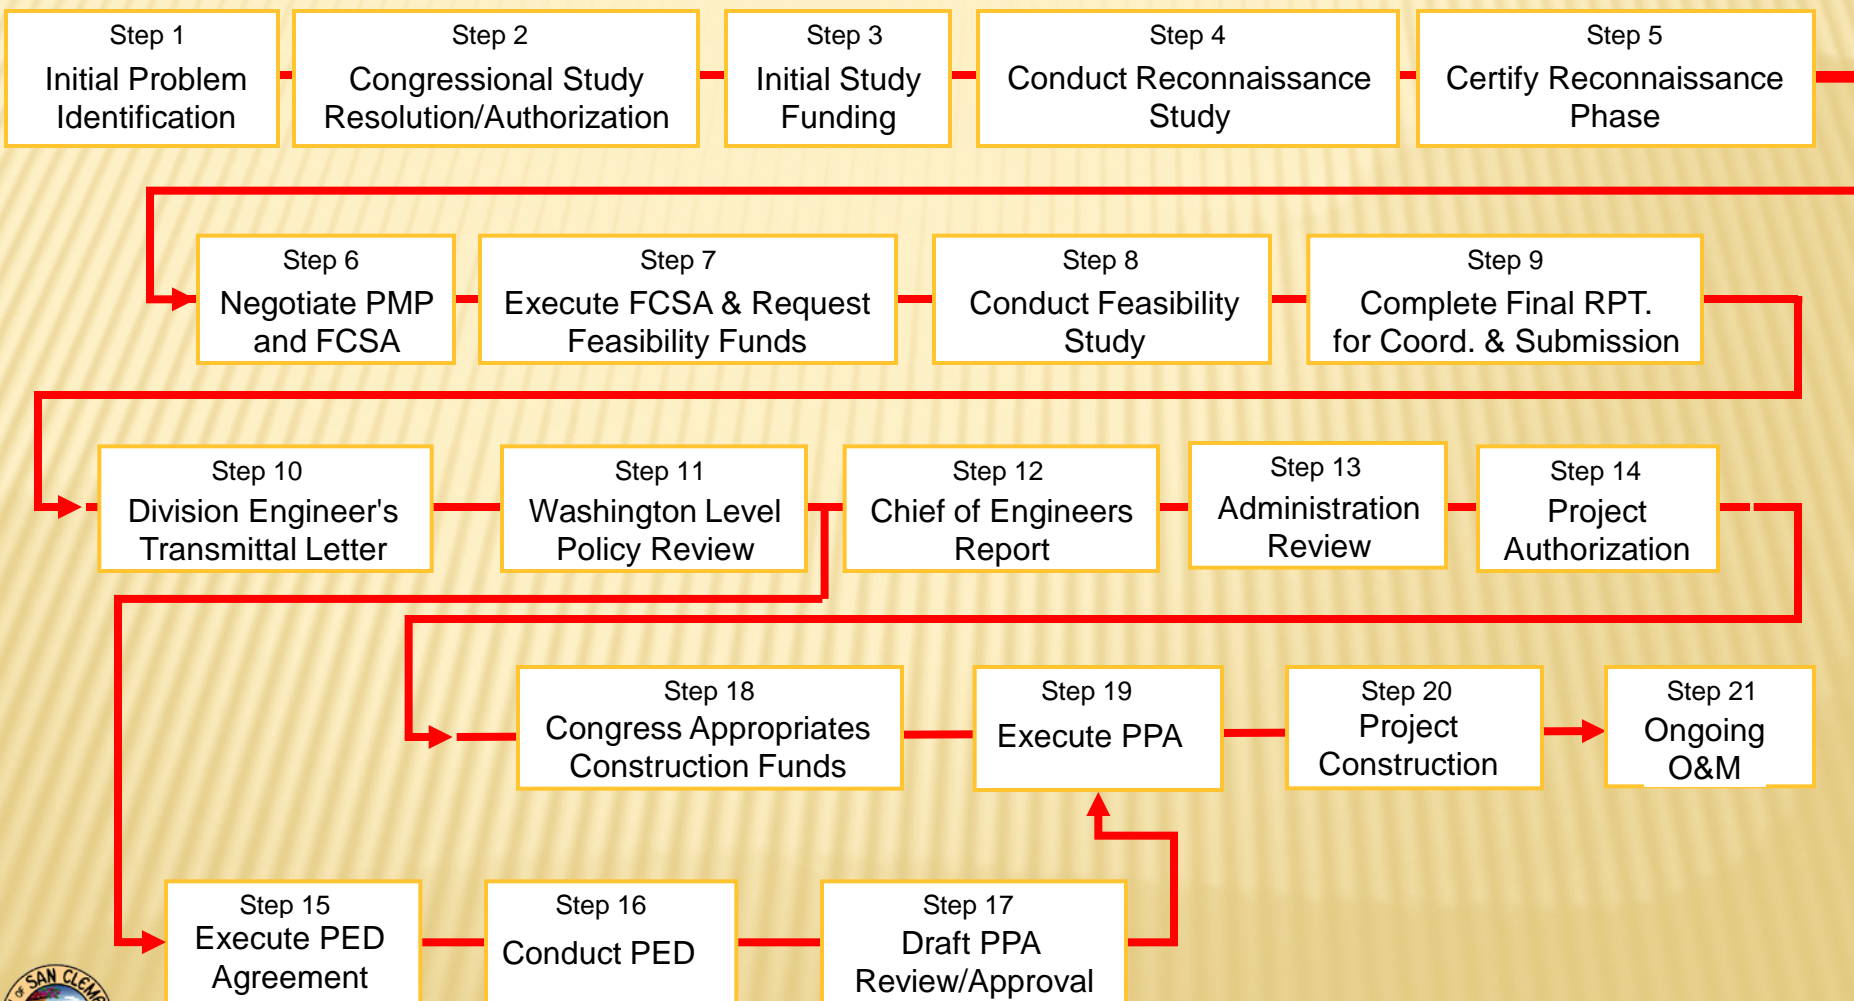 Step 1
Initial Problem
Identification
Step 2
Congressional Study
Resolution/Authorization
Step 3
Initial Study
Funding
Step 4
Conduct Reconnaissance
Study
Step 5
Certify Reconnaissance
Phase
Step 6
Negotiate PMP
and FCSA
Step 7
Execute FCSA & Request
Feasibility Funds
Step 8
Conduct Feasibility
Study
Step 9
Complete Final RPT.
for Coord. & Submission
Step 10
Division Engineer's
Transmittal Letter
Step 11
Washington Level
Policy Review
Step 12
Chief of Engineers
Report
Step 13
Administration
Review
Step 14
Project
Authorization
Step 18
Congress Appropriates
Construction Funds
Step 19
Execute PPA
Step 20
Project
Construction
Step 21
Ongoing
O&M
Step 15
Execute PED
Agreement
Step 16
Conduct PED
Step 17
Draft PPA
Review/Approval
OF SAN